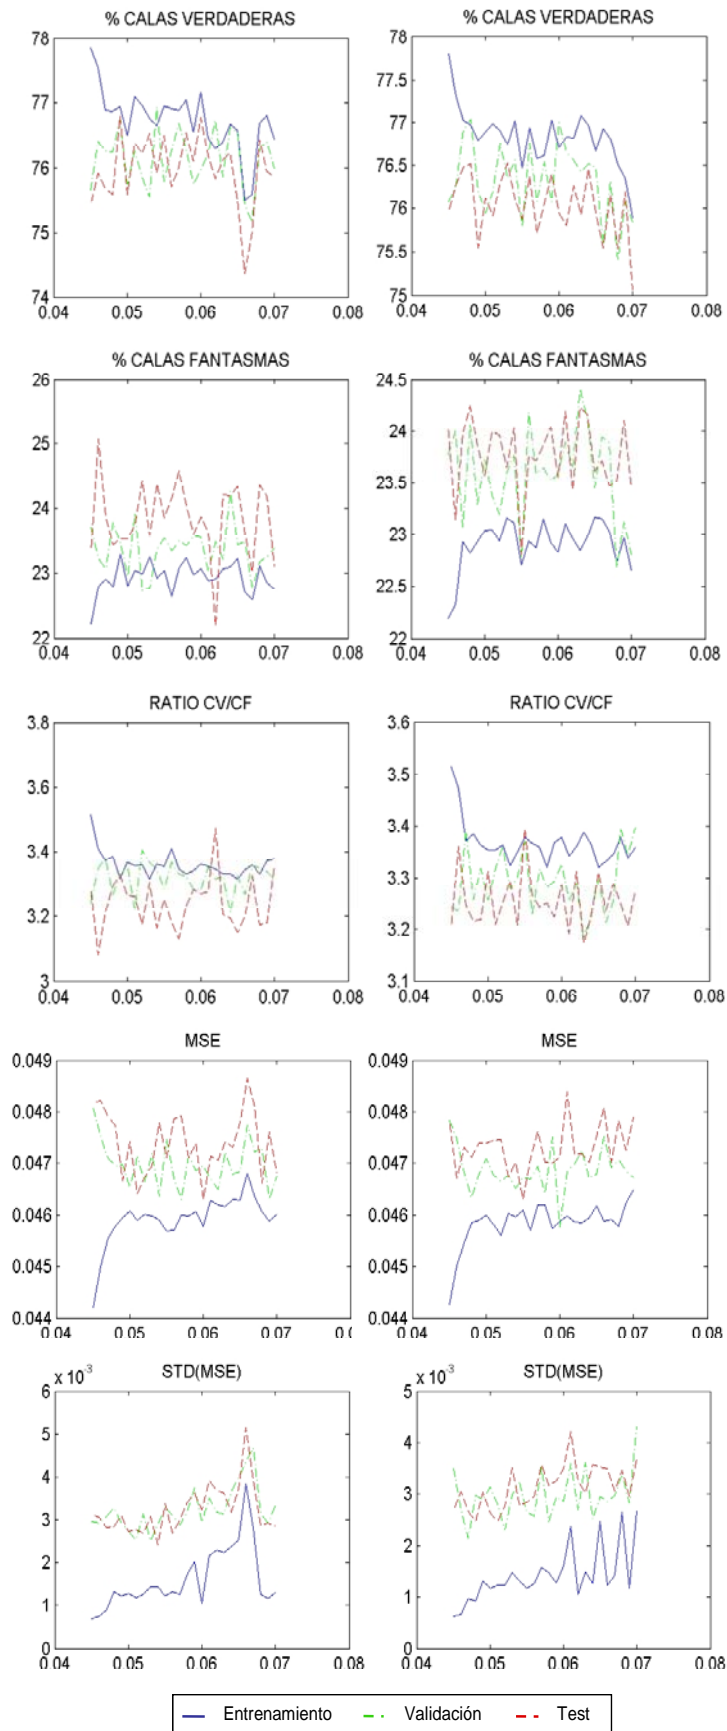 % CALAS VERDADERAS
% CALAS VERDADERAS
78
77
76
75
74
0.04 0.05 0.06 0.07 0.08
78
77.5
77
76.5
76
75.5
75
0.04 0.05 0.06 0.07 0.08
% CALAS FANTASMAS
% CALAS FANTASMAS
26
25
24
23
22
0.04 0.05 0.06 0.07 0.08
24.5
24
23.5
23
22.5
22
0.04 0.05 0.06 0.07 0.08
RATIO CV/CF
RATIO CV/CF
3.8
3.6
3.4
3.2
3
0.04 0.05 0.06 0.07 0.08
3.6
3.5
3.4
3.3
3.2
3.1
0.04 0.05 0.06 0.07 0.08
MSE
MSE
0.049
0.048
0.047
0.046
0.045
0.044
0.04 0.05 0.06 0.07
0.049
0.048
0.047
0.046
0.045
0.044
0.04 0.05 0.06 0.07 0.08
x 10-3
STD(MSE)
x 10-3
STD(MSE)
6
5
4
3
2
1
0
0.04 0.05 0.06 0.07 0.08
5
4
3
2
1
0
0.04 0.05 0.06 0.07 0.08
Entrenamiento Validación Test